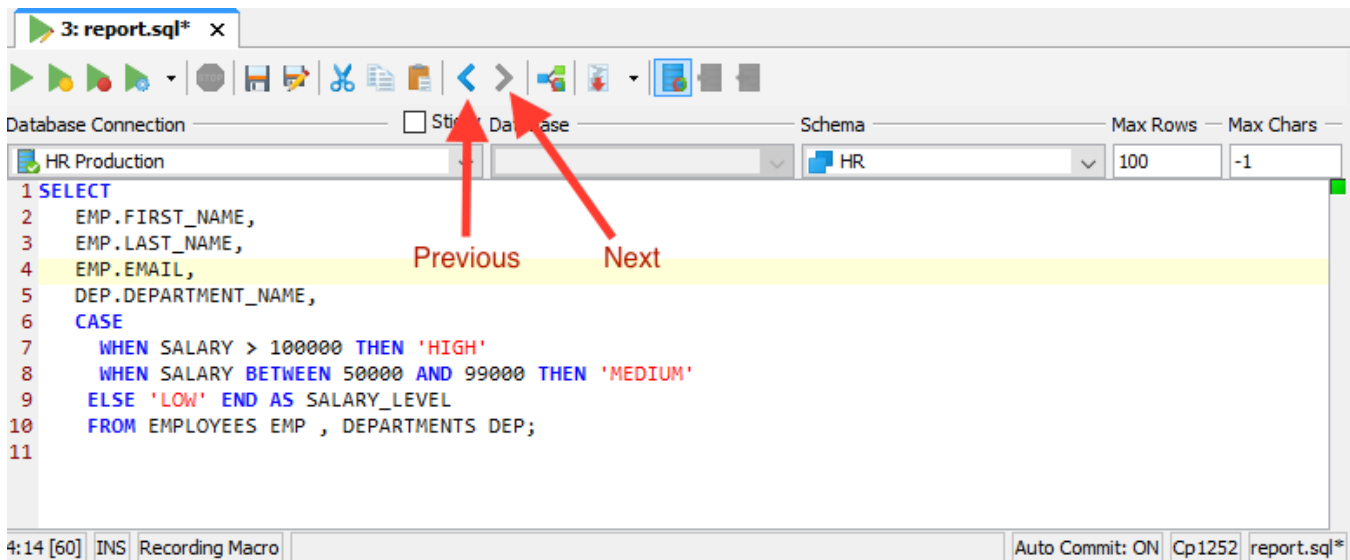 3: report.sql*
STOP
Database Connection Sticky Database Schema Max Rows Max Chars
HR Production HR 100 -1
1 SELECT
2 EMP.FIRST_NAME,
3 EMP.LAST_NAME,
Previous Next
4 EMP.EMAIL,
5 DEP.DEPARTMENT_NAME,
6 CASE
7 WHEN SALARY > 100000 THEN 'HIGH'
8 WHEN SALARY BETWEEN 50000 AND 99000 THEN 'MEDIUM'
9 ELSE 'LOW' END AS SALARY_LEVEL
10 FROM EMPLOYEES EMP , DEPARTMENTS DEP;
11
4:14 [60] INS Recording Macro Auto Commit: ON Cp1252 report.sql*